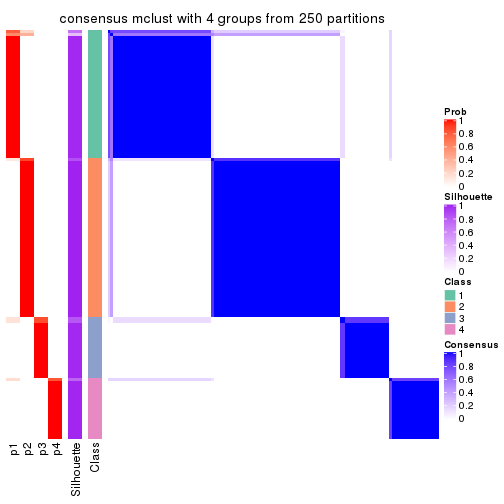 consensus mclust with 4 groups from 250 partitions
Prob
1
0.8
0.6
0.4
0.2
0
Silhouette
1
0.8
0.6
0.4
0.2
0
Class
1
2
3
4
Consensus
1
0.8
0.6
0.4
0.2
0
p1
p2
p3
p4
Silhouette
Class